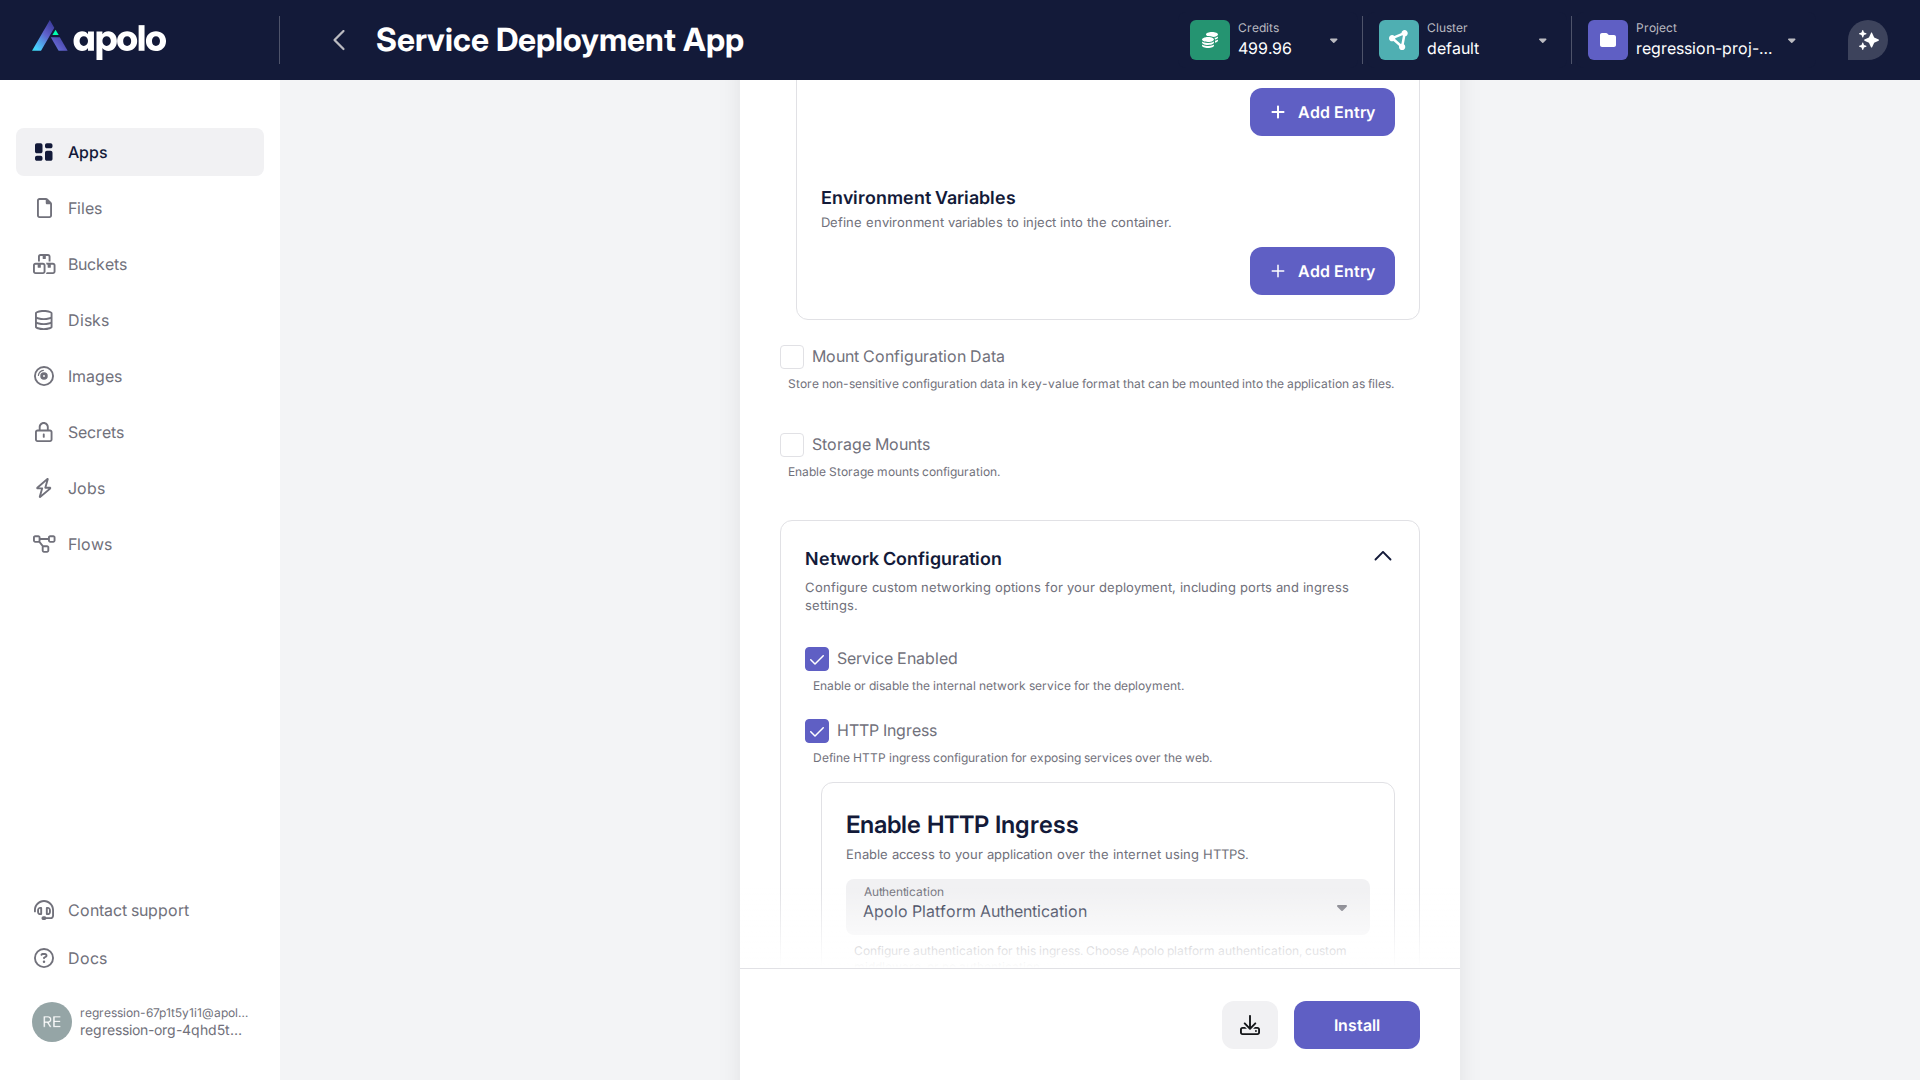 apolo
Service Deployment App
Credits
499.96
Cluster
default
Project
regression-proj-...
Apps
Files
Buckets
Disks
Images
Secrets
Jobs
Flows
Contact support
Docs
RE
regression-67p1t5y1i1@apol...
regression-org-4qhd5t...
Add Entry
Environment Variables
Define environment variables to inject into the container.
Add Entry
Mount Configuration Data
Store non-sensitive configuration data in key-value format that can be mounted into the application as files.
Storage Mounts
Enable Storage mounts configuration.
Network Configuration
Configure custom networking options for your deployment, including ports and ingress
settings.
Service Enabled
Enable or disable the internal network service for the deployment.
HTTP Ingress
Define HTTP ingress configuration for exposing services over the web.
Enable HTTP Ingress
Enable access to your application over the internet using HTTPS.
Authentication
Apolo Platform Authentication
Configure authentication for this ingress. Choose Apolo platform authentication, custom
Install